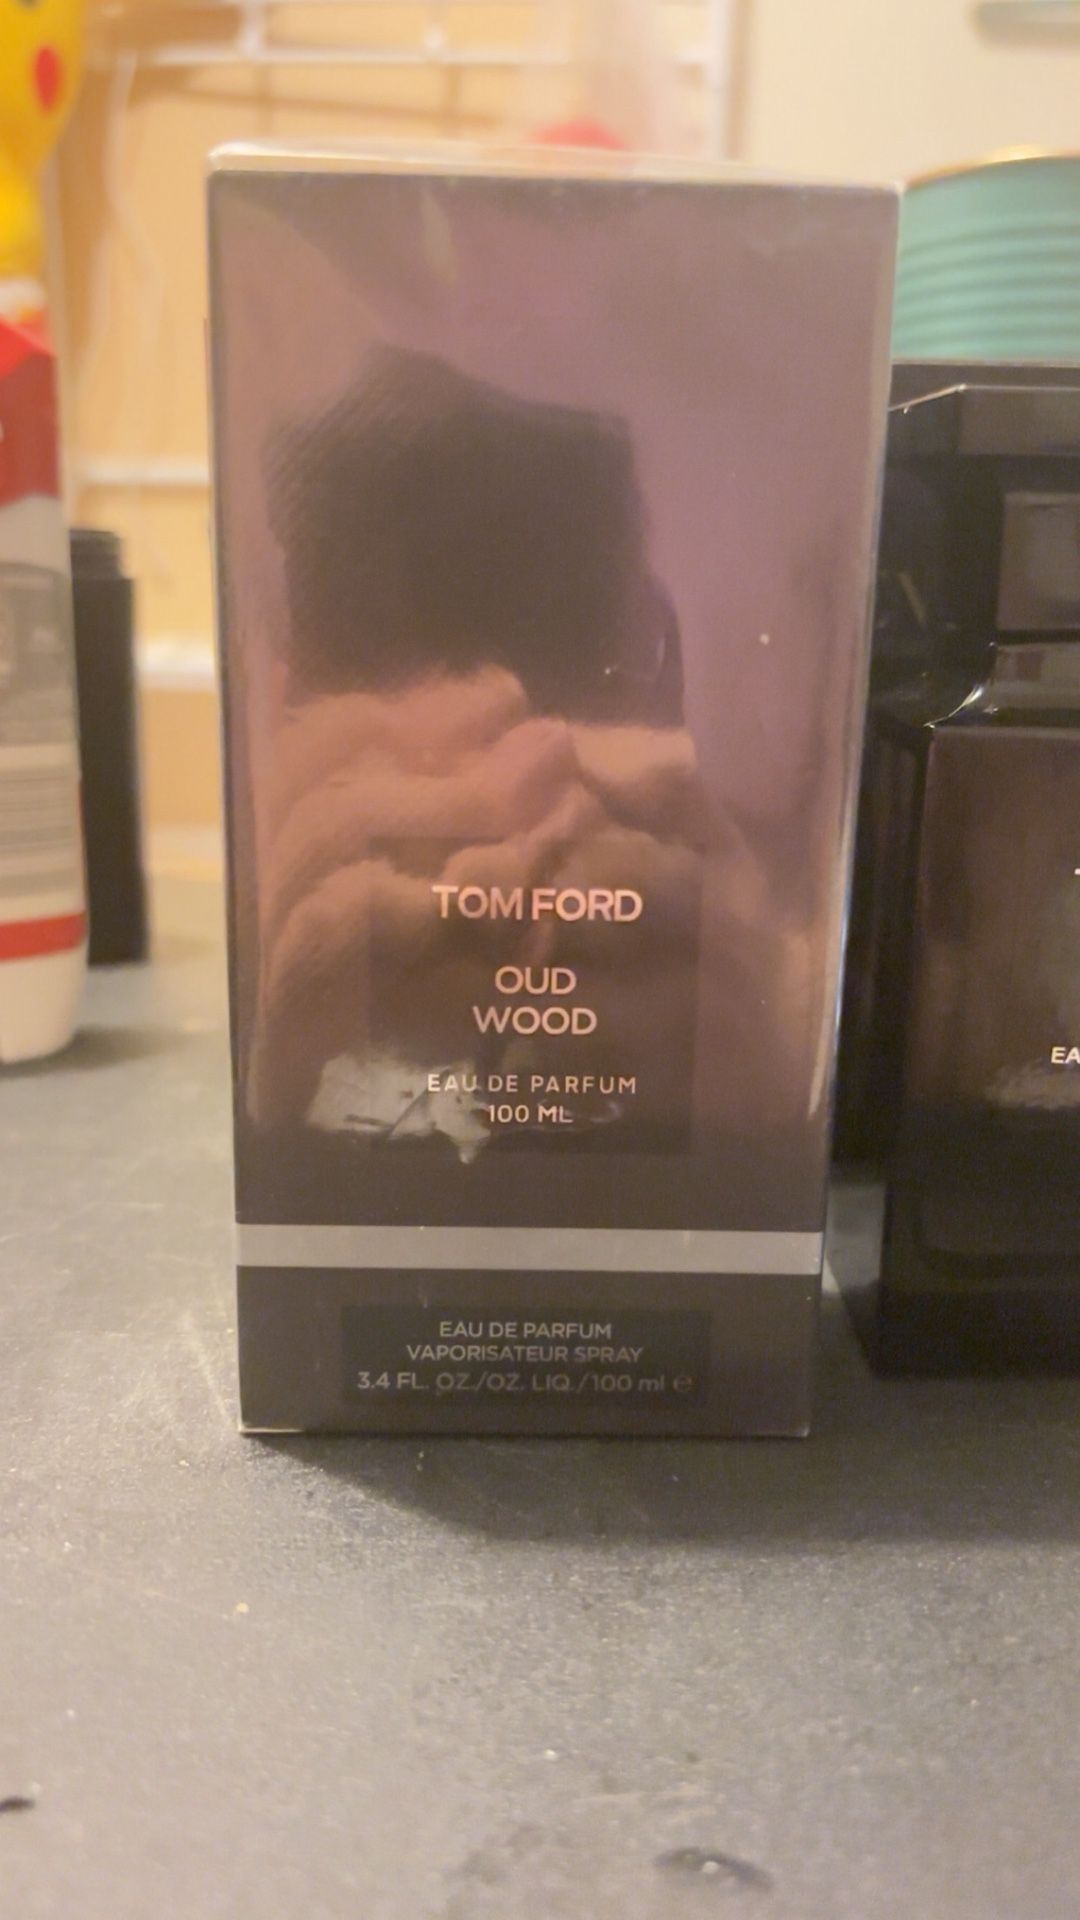 TOM FORD
OUD
WOOD
EAU DE PARFUM
100 ML
EAU DE PARFUM
VAPORISATEUR SPRAY
3.4 FL. OZ./OZ. LIQ./100 ml ℮
EA